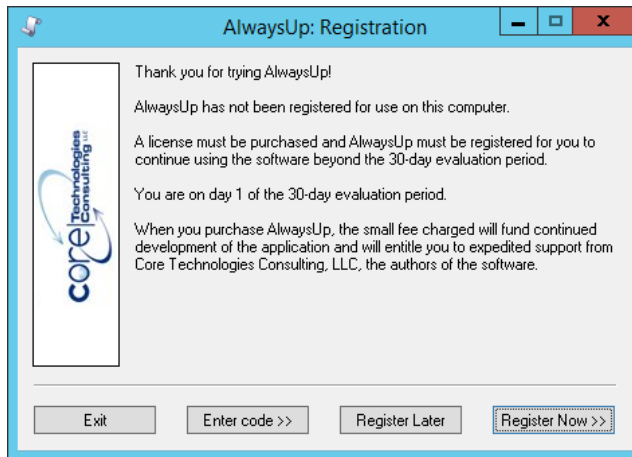 AlwaysUp: Registration
Thank you for trying AlwaysUp!
AlwaysUp has not been registered for use on this computer.
A license must be purchased and AlwaysUp must be registered for you to
continue using the software beyond the 30-day evaluation period.
You are on day 1 of the 30-day evaluation period.
When you purchase AlwaysUp, the small fee charged will fund continued
development of the application and will entitle you to expedited support from
Core Technologies Consulting, LLC, the authors of the software.
core Technologies
Consulting LLC
Exit
Enter code >>
Register Later
Register Now >>